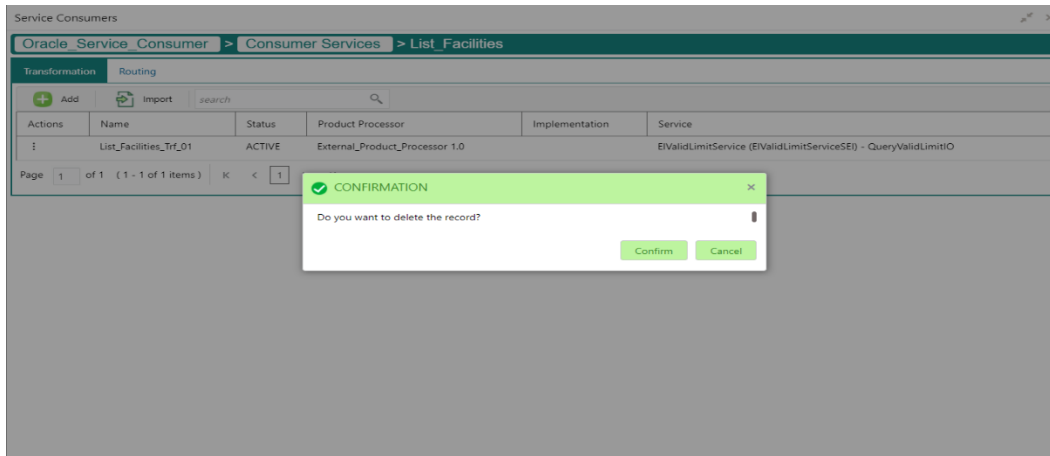 Service Consumers
Oracle_Service_Consumer > Consumer Services > List_Facilities
Transformation Routing
Add Import search
Actions Name Status Product Processor Implementation Service
List_Facilities_Trf_01 ACTIVE External_Product_Processor 1.0 EIValidLimitService (EIValidLimitServiceSEI) - QueryValidLimitIO
Page 1 of 1 (1 - 1 of 1 items) K < 1
CONFIRMATION
Do you want to delete the record?
Confirm Cancel